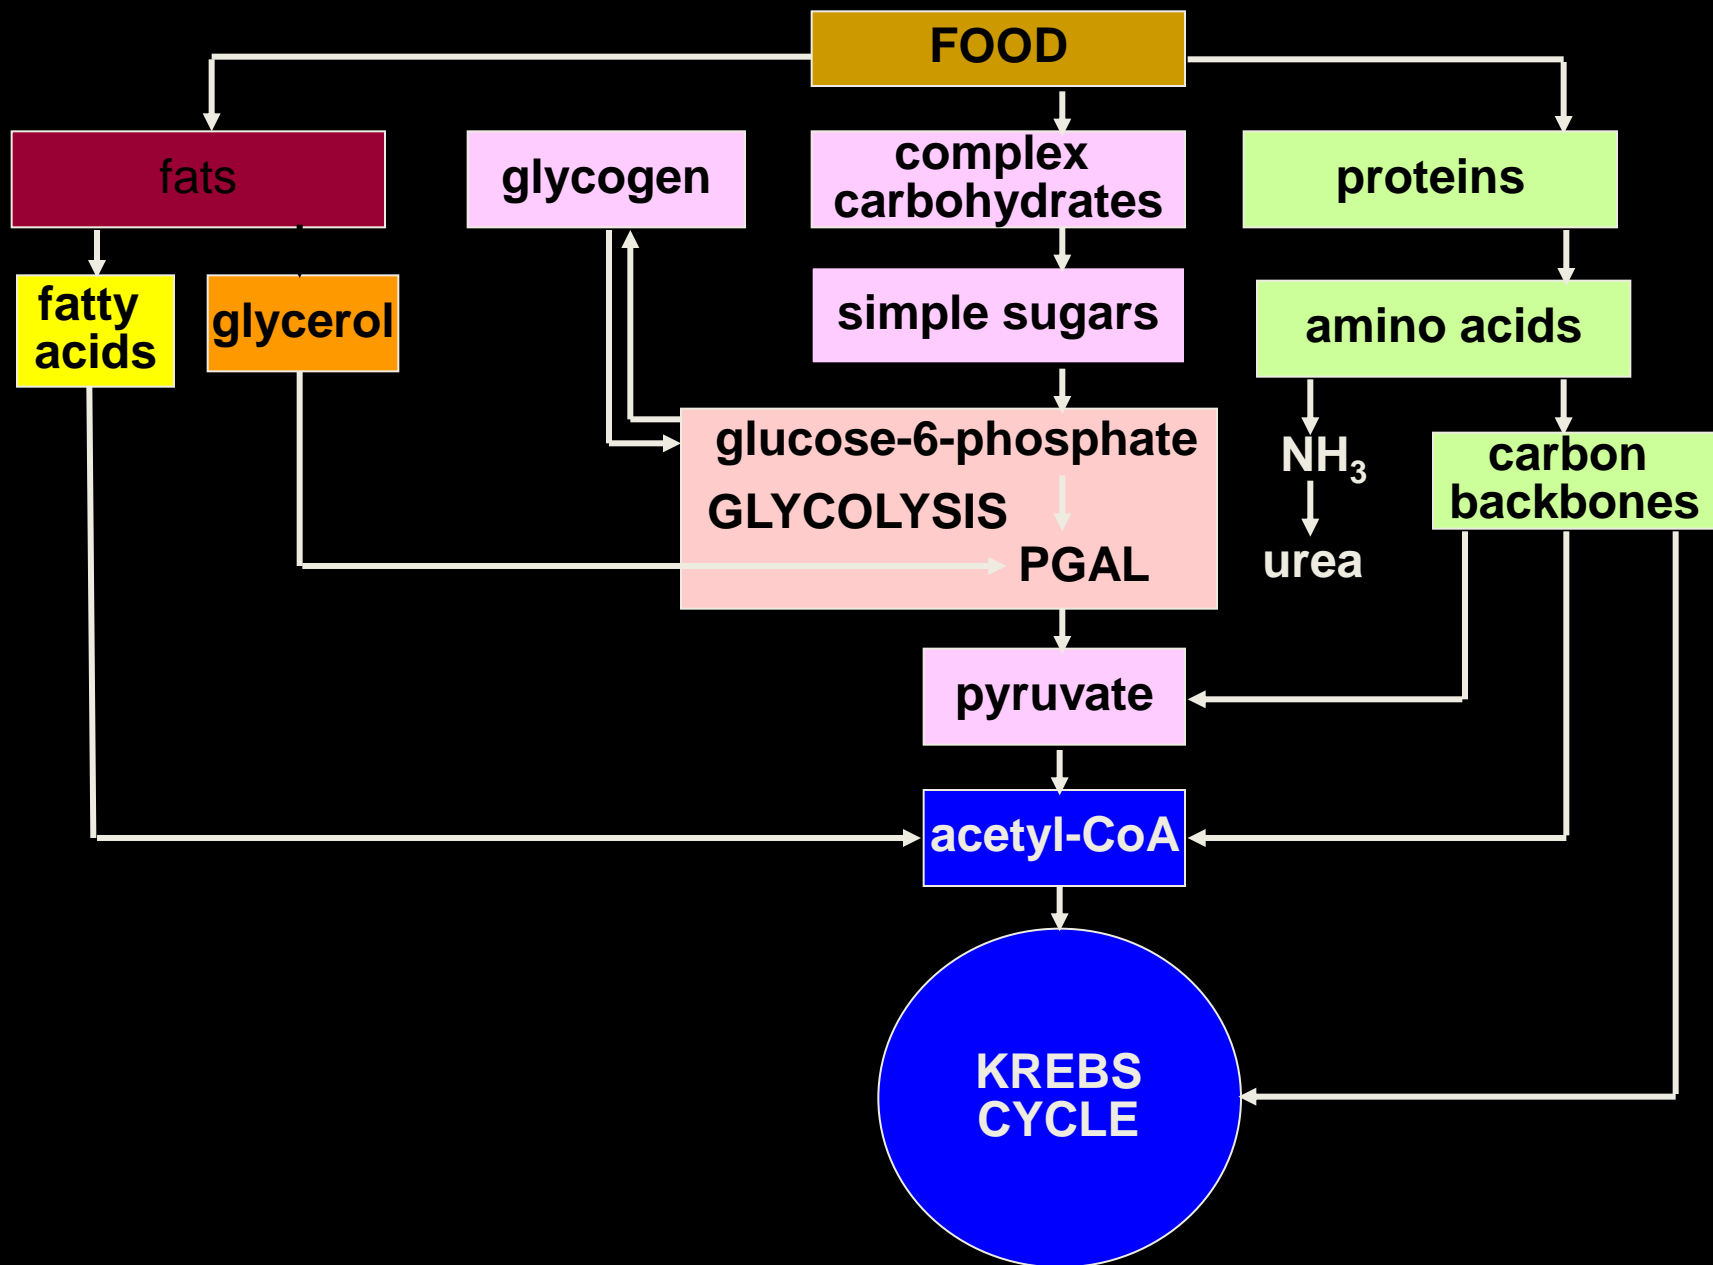 FOOD
fats
glycogen
complex
carbohydrates
proteins
fatty
acids
glycerol
simple sugars
amino acids
glucose-6-phosphate
GLYCOLYSIS
PGAL
NH₃
urea
carbon
backbones
pyruvate
acetyl-CoA
KREBS
CYCLE